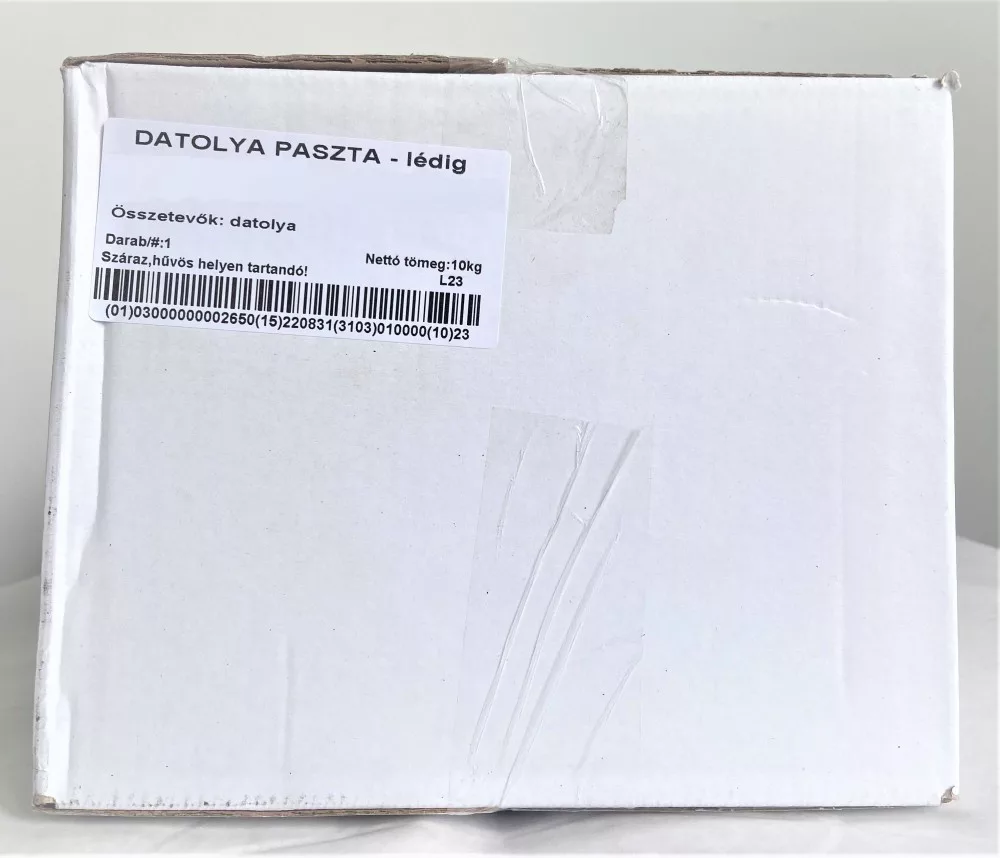 DATOLYA PASZTA - lédig
Összetevők: datolya
Darab/#:1
Száraz,hűvös helyen tartandó!
Nettó tömeg:10kg
L23
(01)03000000002650(15)220831(3103)010000(10)23